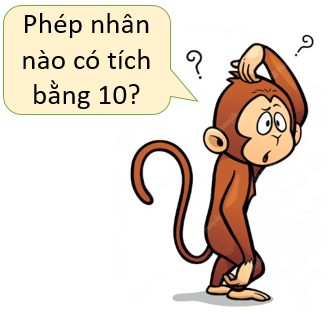 Phép nhân
nào có tích
bằng 10?
?
?